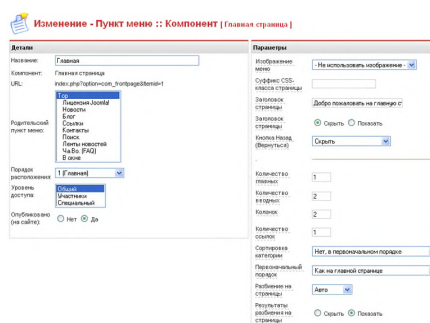 Изменение - Пункт меню :: Компонент [ Главная страница ]
Детали
Название: Главная
Компонент: Главная страница
URL: index.php?option=com_frontpage&Itemid=1
Родительский пункт меню:
Top
Лицензия Joomla!
Новости
Блог
Ссылки
Контакты
Поиск
Ленты новостей
Ча.Во. (FAQ)
В окне
Порядок расположения 1 (Главная)
Уровень доступа:
Общий
Участники
Специальный
Опубликовано (на сайте): Нет Да
Параметры
Изображение меню - Не использовать изображение -
Суффикс CSS-класса страницы
Заголовок страницы Добро пожаловать на главную с
Заголовок страницы Скрыть Показать
Кнопка Назад (Вернуться) Скрыть
Количество главных 1
Количество вводных 2
Колонок 2
Количество ссылок 1
Сортировка категории Нет, в первоначальном порядке
Первоначальный порядок Как на главной странице
Разбиение на страницы Авто
Результаты разбиения на страницы Скрыть Показать